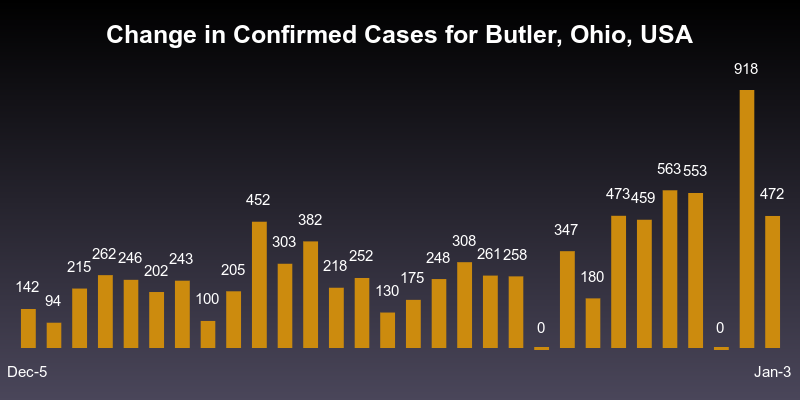 Change in Confirmed Cases for Butler, Ohio, USA
142 94 215 262 246 202 243 100 205 452 303 382 218 252 130 175 248 308 261 258 0 347 180 473 459 563 553 0 918 472
Dec-5 Jan-3